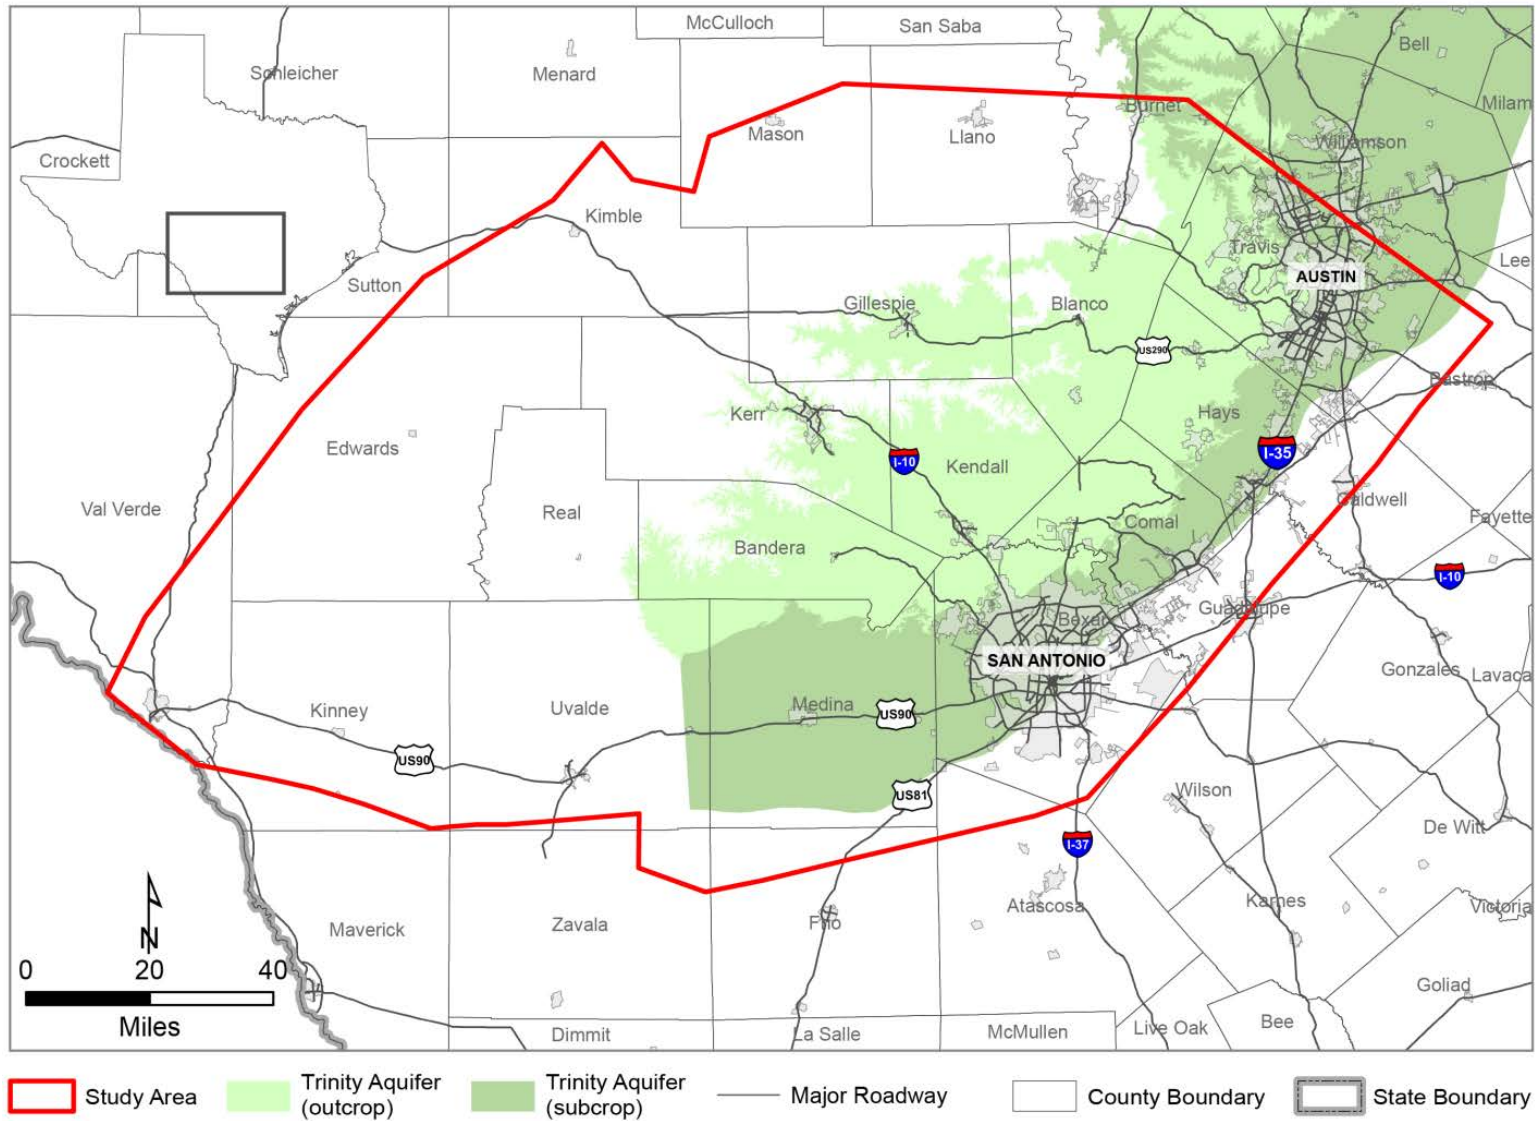 McCulloch
San Saba
Bell
Schleicher
Menard
Burnet
Milam
Mason
Llano
Williamson
Crockett
Kimble
Travis
Lee
AUSTIN
Sutton
Gillespie
Blanco
US290
Bastrop
Kerr
Hays
Edwards
I-35
I-10
Kendall
Val Verde
Real
Caldwell
Fayette
Comal
Bandera
I-10
Guadalupe
Bexar
SAN ANTONIO
Gonzales
Lavaca
Kinney
Uvalde
Medina
US90
US90
US81
Wilson
De Witt
I-37
Maverick
Zavala
Frio
Atascosa
Karnes
Victoria
N
0 20 40
Miles
Goliad
Dimmit
La Salle
McMullen
Live Oak
Bee
Study Area
Trinity Aquifer
(outcrop)
Trinity Aquifer
(subcrop)
Major Roadway
County Boundary
State Boundary